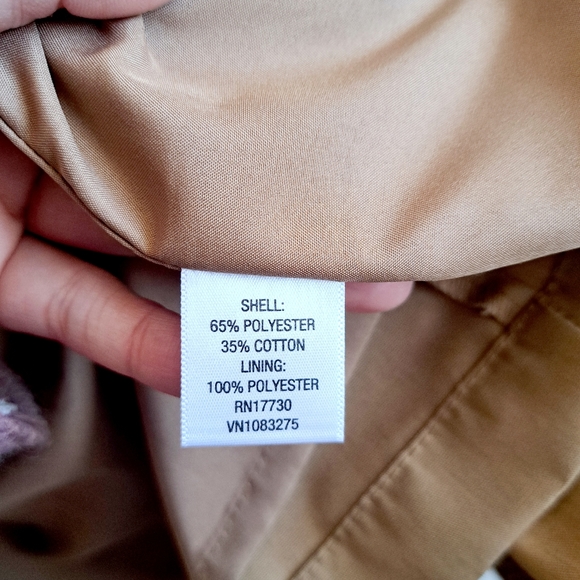 SHELL:
65% POLYESTER
35% COTTON
LINING:
100% POLYESTER
RN17730
VN1083275